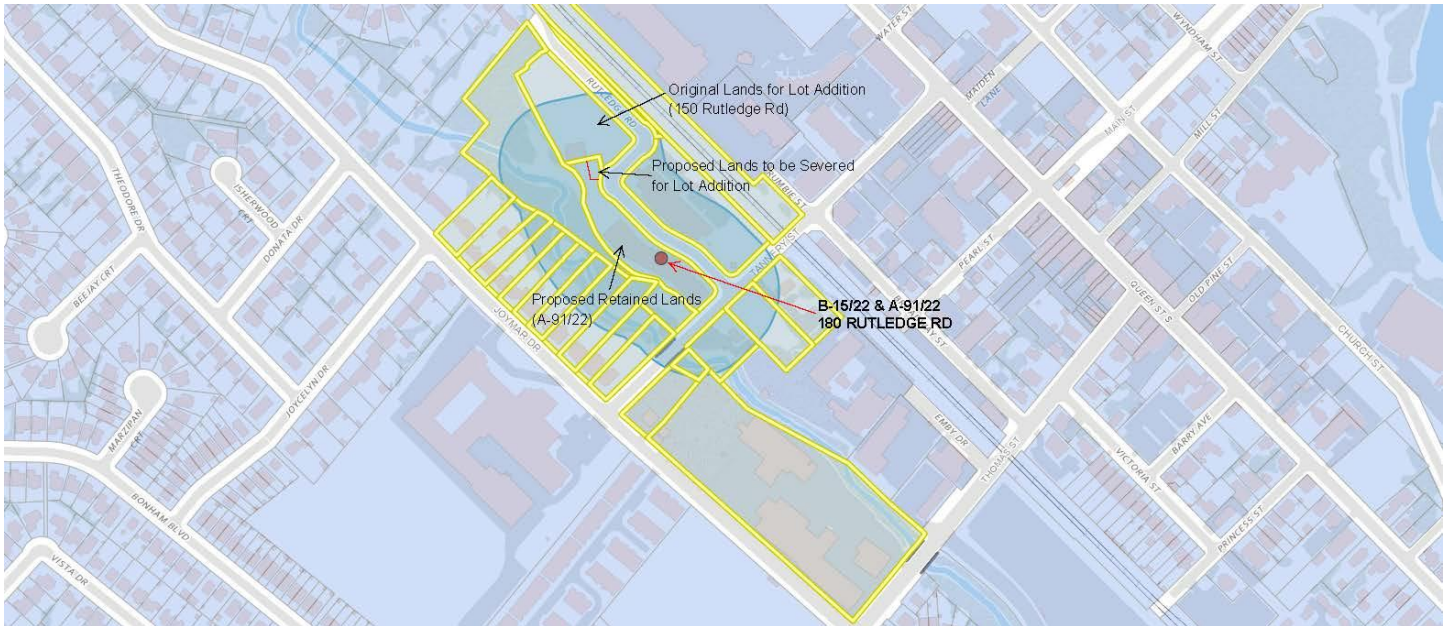 WATER ST
WYNDHAM ST
MAIDEN
LANE
MAIN ST
MILL ST
RUTLEDGE RD
Original Lands for Lot Addition
(150 Rutledge Rd)
Proposed Lands to be Severed
for Lot Addition
THEODORE DR
ISHERWOOD
CRT
DONATA DR
BEEJAY CRT
TANNERY ST
PEARL ST
OLD PINE ST
QUEEN ST S
CHURCH ST
Proposed Retained Lands
(A-91/22)
B-15/22 & A-91/22
180 RUTLEDGE RD
JOYMAR DR
JOYCELYN DR
MARZIPAN
CRT
EMBY DR
THOMAS ST
BARRY AVE
VICTORIA ST
PRINCESS ST
BONHAM BLVD
VISTA DR